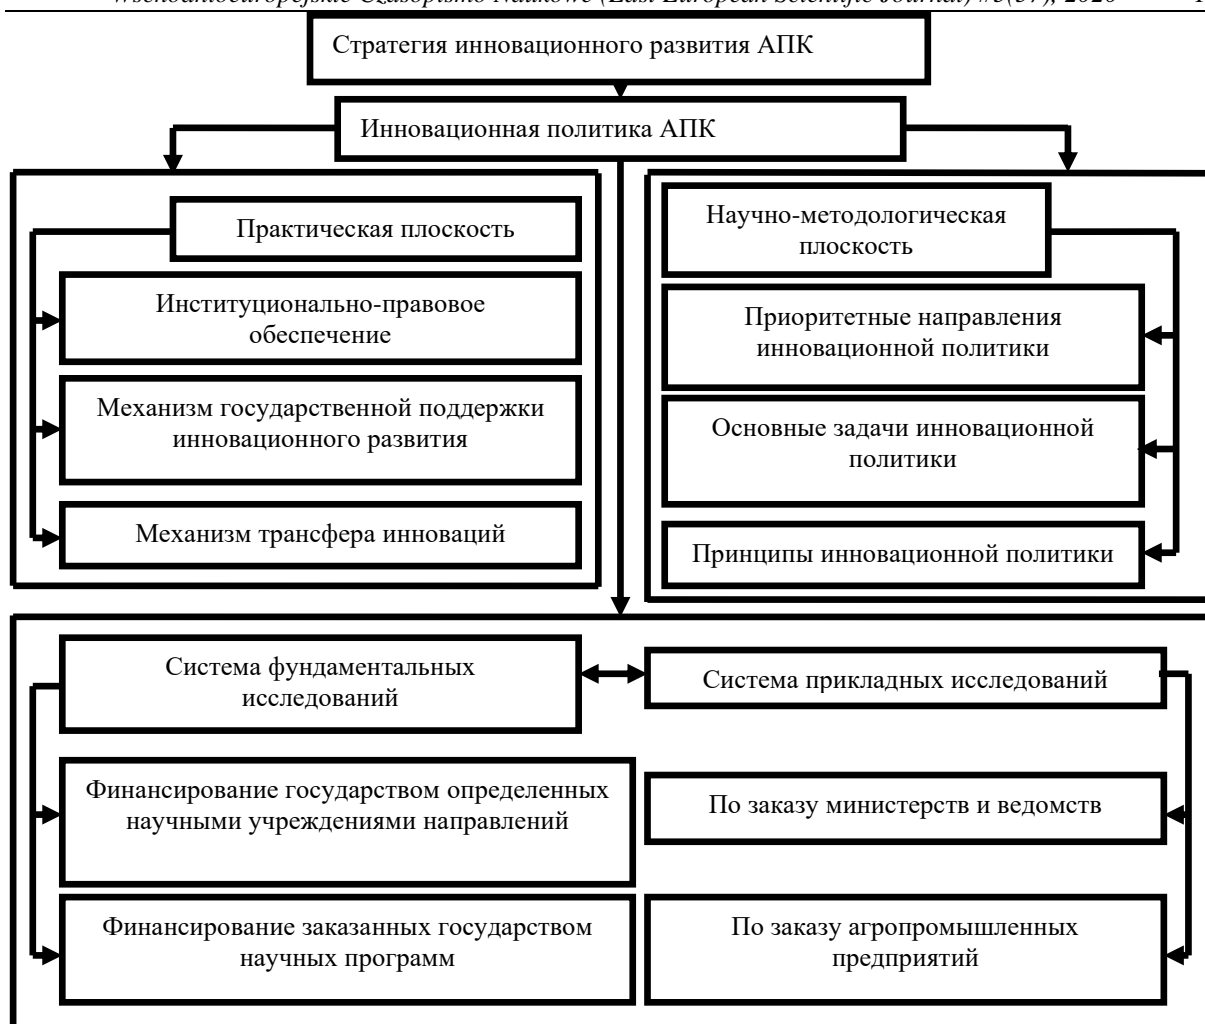 Wschodnioeuropejskie Czasopismo Naukowe (East European Scientific Journal) #5(57), 2020
Стратегия инновационного развития АПК
Инновационная политика АПК
Практическая плоскость
Институционально-правовое
обеспечение
Механизм государственной поддержки
инновационного развития
Механизм трансфера инноваций
Научно-методологическая
плоскость
Приоритетные направления
инновационной политики
Основные задачи инновационной
политики
Принципы инновационной политики
Система фундаментальных
исследований
Система прикладных исследований
Финансирование государством определенных
научными учреждениями направлений
По заказу министерств и ведомств
Финансирование заказанных государством
научных программ
По заказу агропромышленных
предприятий